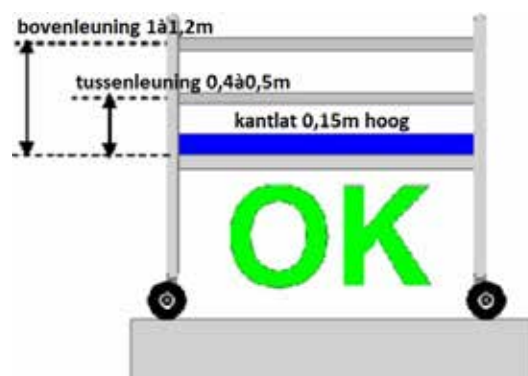 bovenleuning 1à1,2m
tussenleuning 0,4à0,5m
kantlat 0,15m hoog
OK